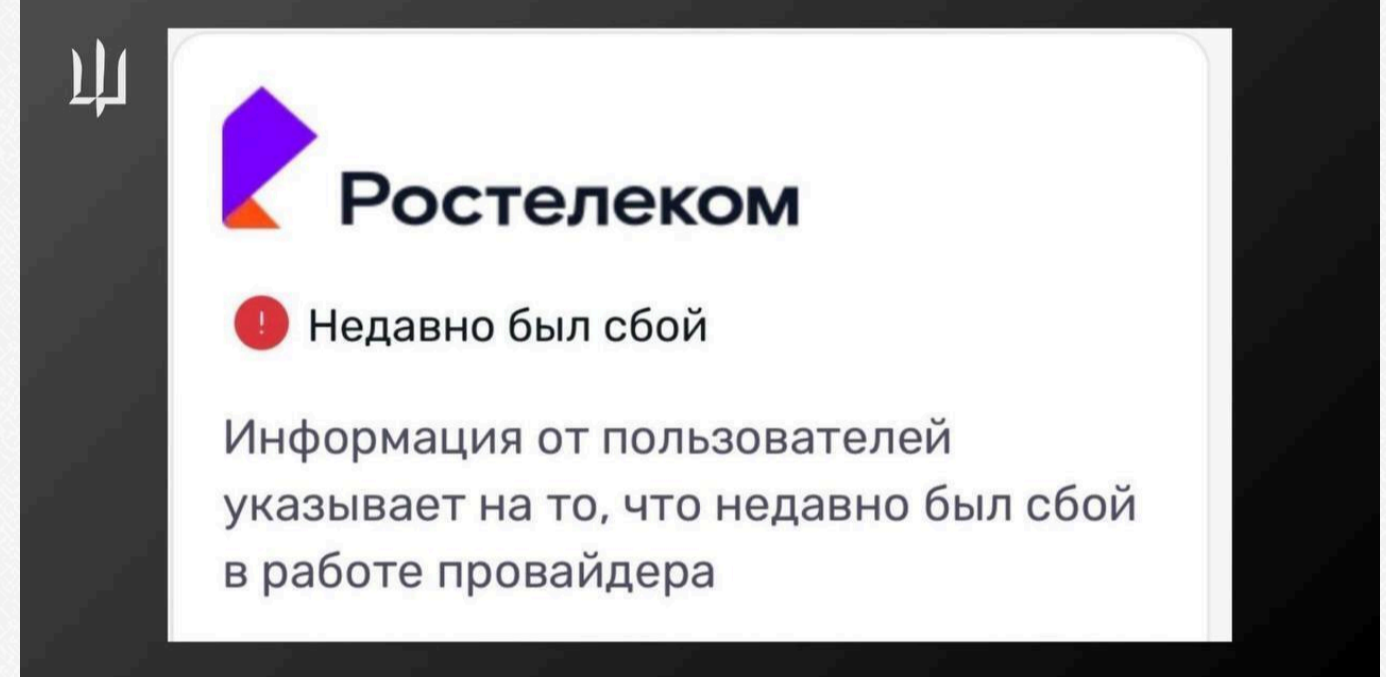 Ростелеком
! Недавно был сбой
Информация от пользователей
указывает на то, что недавно был сбой
в работе провайдера